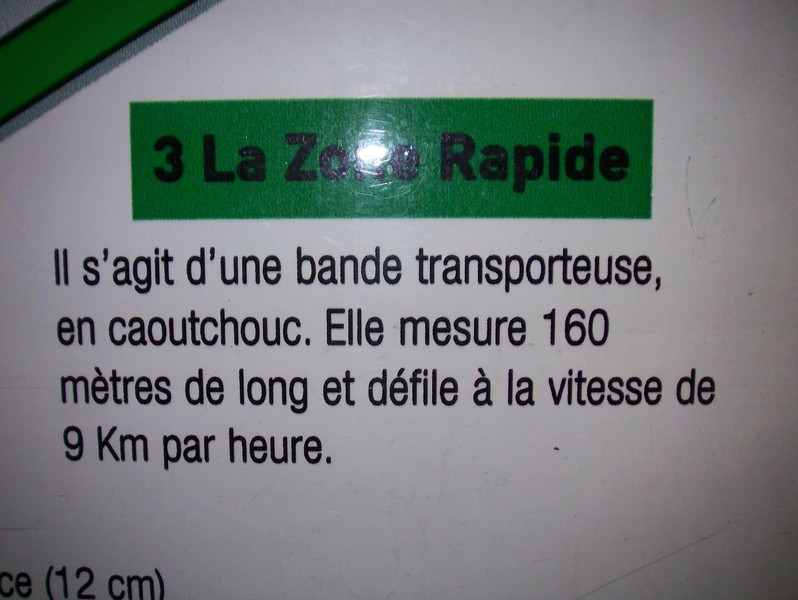 3 La Zone Rapide
Il s'agit d'une bande transporteuse,
en caoutchouc. Elle mesure 160
mètres de long et défile à la vitesse de
9 Km par heure.
ce (12 cm)